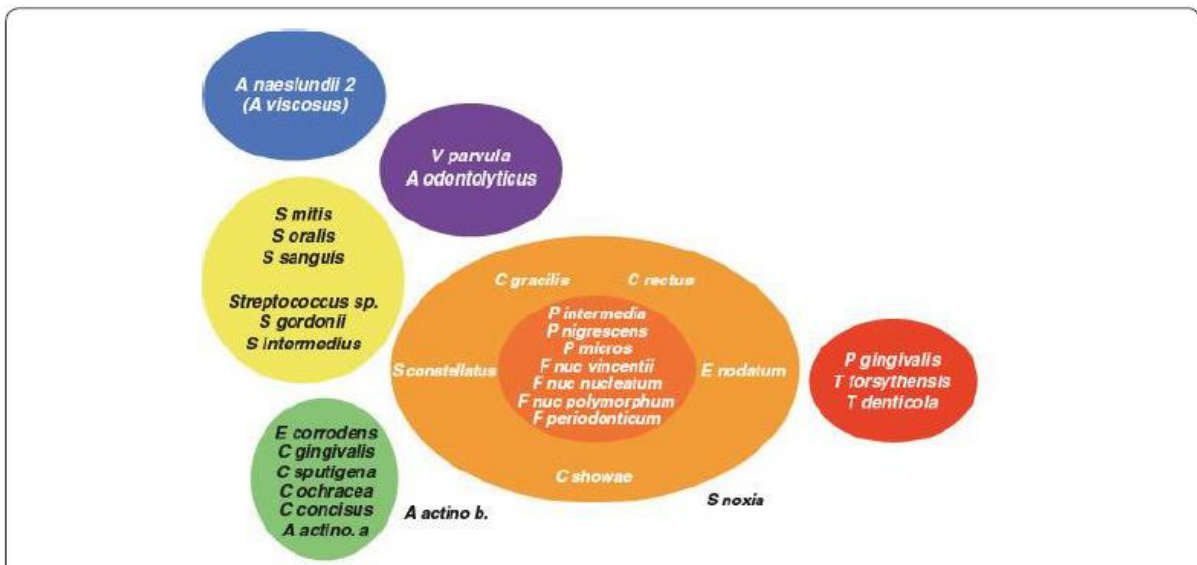 A naeslundii 2
(A viscosus)
V parvula
A odontolyticus
S mitis
S oralis
S sanguis
Streptococcus sp.
S gordonii
S intermedius
C gracilis
C rectus
P intermedia
P nigrescens
P micros
F nuc vincentii
F nuc nucleatum
F nuc polymorphum
F periodonticum
S constellatus
E nodatum
C showae
P gingivalis
T forsythensis
T denticola
E corrodens
C gingivalis
C sputigena
C ochracea
C concisus
A actino. a
A actino b.
S noxia